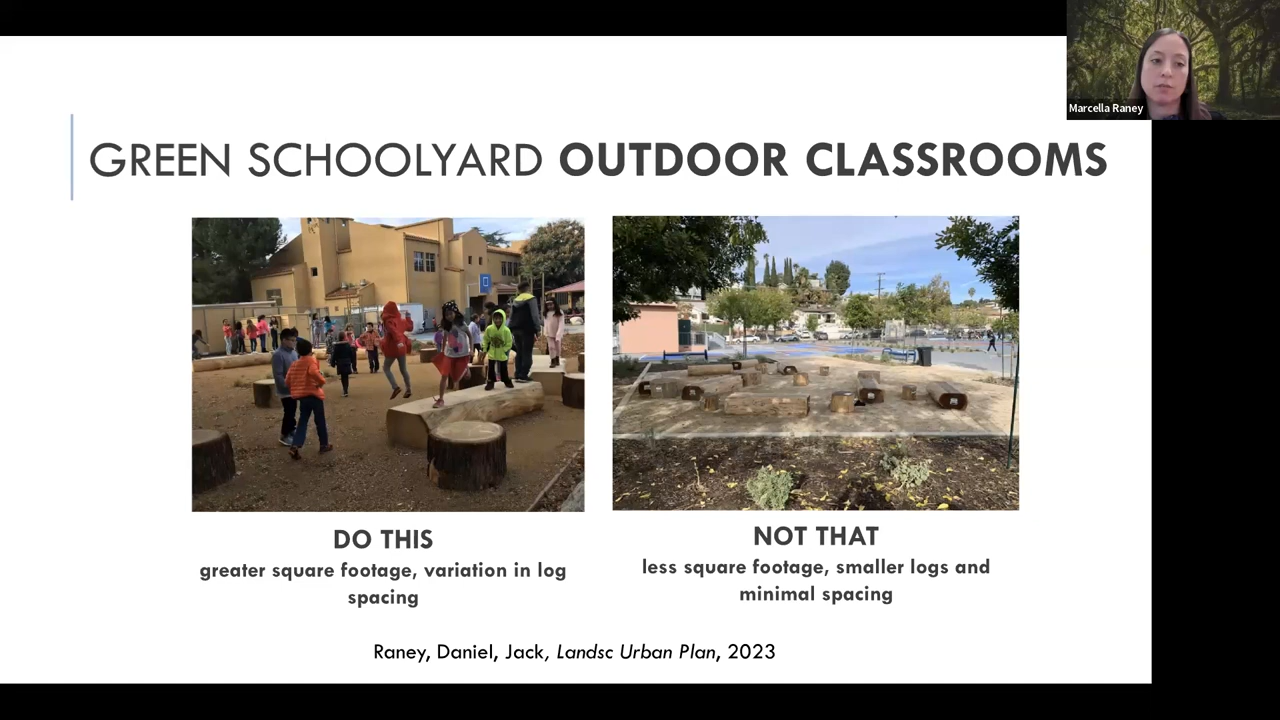 Marcella Raney
GREEN SCHOOLYARD OUTDOOR CLASSROOMS
DO THIS
greater square footage, variation in log
spacing
NOT THAT
less square footage, smaller logs and
minimal spacing
Raney, Daniel, Jack, Landsc Urban Plan, 2023